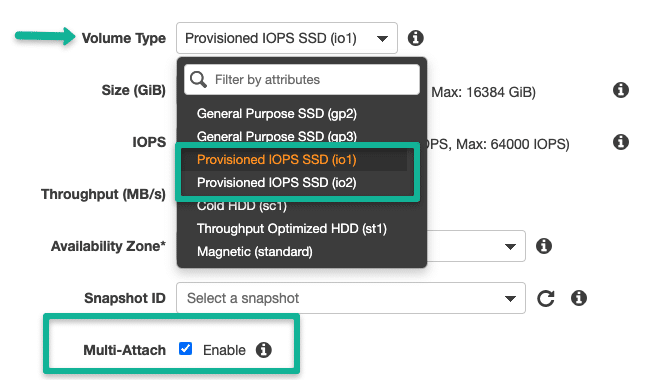 Volume Type Provisioned IOPS SSD (io1)
Filter by attributes
Size (GiB) Max: 16384 GiB)
General Purpose SSD (gp2)
General Purpose SSD (gp3)
IOPS OPS, Max: 64000 IOPS)
Provisioned IOPS SSD (io1)
Provisioned IOPS SSD (io2)
Throughput (MB/s)
Cold HDD (sc1)
Throughput Optimized HDD (st1)
Availability Zone*
Magnetic (standard)
Snapshot ID Select a snapshot
Multi-Attach Enable